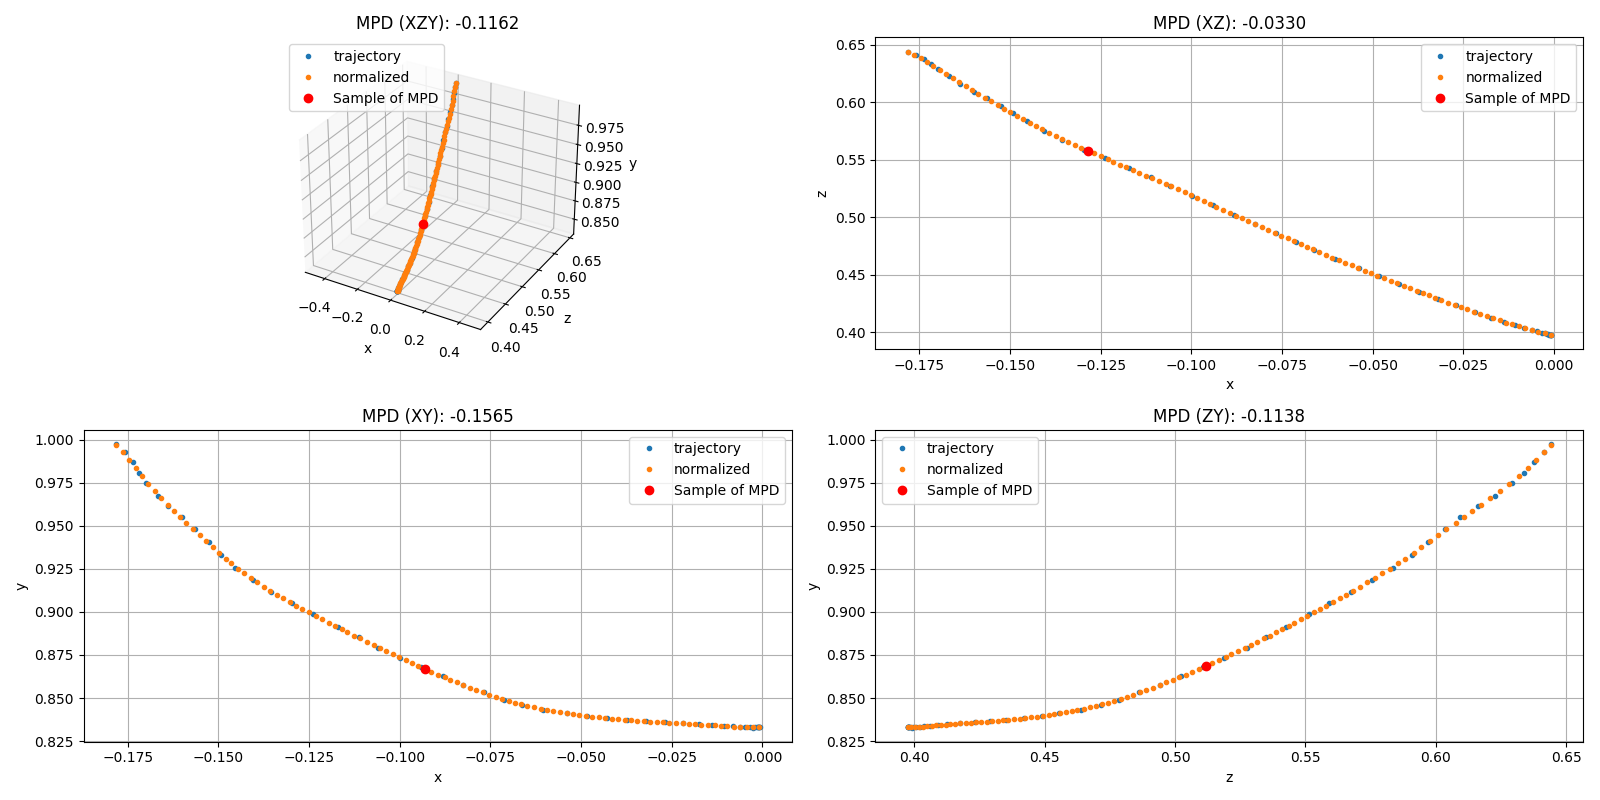 MPD (XZY): -0.1162
trajectory
normalized
Sample of MPD
0.975
0.950
0.925
0.900
0.875
0.850
y
0.65
0.60
0.55
0.50
0.45
0.40
z
−0.4
−0.2
0.0
0.2
0.4
x
MPD (XZ): -0.0330
trajectory
normalized
Sample of MPD
0.65
0.60
0.55
0.50
0.45
0.40
z
−0.175 −0.150 −0.125 −0.100 −0.075 −0.050 −0.025 0.000
x
MPD (XY): -0.1565
trajectory
normalized
Sample of MPD
1.000
0.975
0.950
0.925
0.900
0.875
0.850
0.825
y
−0.175 −0.150 −0.125 −0.100 −0.075 −0.050 −0.025 0.000
x
MPD (ZY): -0.1138
trajectory
normalized
Sample of MPD
1.000
0.975
0.950
0.925
0.900
0.875
0.850
0.825
y
0.40 0.45 0.50 0.55 0.60 0.65
z